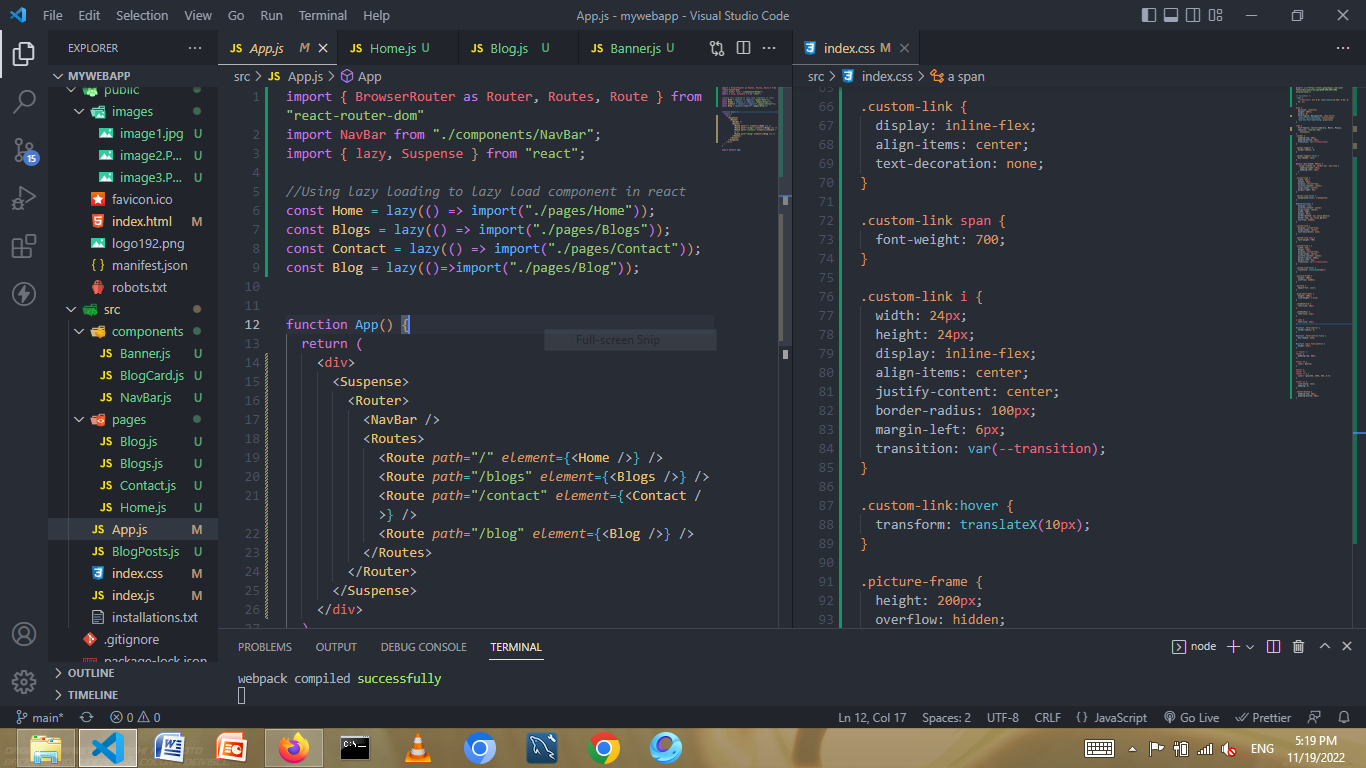 File Edit Selection View Go Run Terminal Help
App.js - mywebapp - Visual Studio Code
EXPLORER
MYWEBAPP
public
images
image1.jpg U
image2.P... U
image3.P... U
favicon.ico
index.html M
logo192.png
manifest.json
robots.txt
src
components
Banner.js U
BlogCard.js U
NavBar.js U
pages
Blog.js U
Blogs.js U
Contact.js U
Home.js U
App.js M
BlogPosts.js U
index.css M
index.js M
installations.txt
.gitignore
package-lock.json
OUTLINE
TIMELINE
15
JS App.js M
JS Home.js U
JS Blog.js U
JS Banner.js U
src > JS App.js > App
1 import { BrowserRouter as Router, Routes, Route } from
"react-router-dom"
2 import NavBar from "./components/NavBar";
3 import { lazy, Suspense } from "react";
4
5 //Using lazy loading to lazy load component in react
6 const Home = lazy(() => import("./pages/Home"));
7 const Blogs = lazy(() => import("./pages/Blogs"));
8 const Contact = lazy(() => import("./pages/Contact"));
9 const Blog = lazy(()=>import("./pages/Blog"));
10
11
12 function App() {
Full-screen Snip
13 return (
14 <div>
15 <Suspense>
16 <Router>
17 <NavBar />
18 <Routes>
19 <Route path="/" element={<Home />} />
20 <Route path="/blogs" element={<Blogs />} />
21 <Route path="/contact" element={<Contact /
>} />
22 <Route path="/blog" element={<Blog />} />
23 </Routes>
24 </Router>
25 </Suspense>
26 </div>
27 )
index.css M
src > index.css > a span
65
66 .custom-link {
67 display: inline-flex;
68 align-items: center;
69 text-decoration: none;
70 }
71
72 .custom-link span {
73 font-weight: 700;
74 }
75
76 .custom-link i {
77 width: 24px;
78 height: 24px;
79 display: inline-flex;
80 align-items: center;
81 justify-content: center;
82 border-radius: 100px;
83 margin-left: 6px;
84 transition: var(--transition);
85 }
86
87 .custom-link:hover {
88 transform: translateX(10px);
89 }
90
91 .picture-frame {
92 height: 200px;
93 overflow: hidden;
PROBLEMS OUTPUT DEBUG CONSOLE TERMINAL
node
webpack compiled successfully
main* 0 0
Ln 12, Col 17 Spaces: 2 UTF-8 CRLF {} JavaScript Go Live Prettier
ENG
5:19 PM
11/19/2022